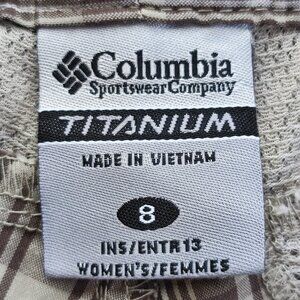 Columbia
Sportswear Company
TITANIUM
MADE IN VIETNAM
8
INS/ENTR 13
WOMEN'S/FEMMES